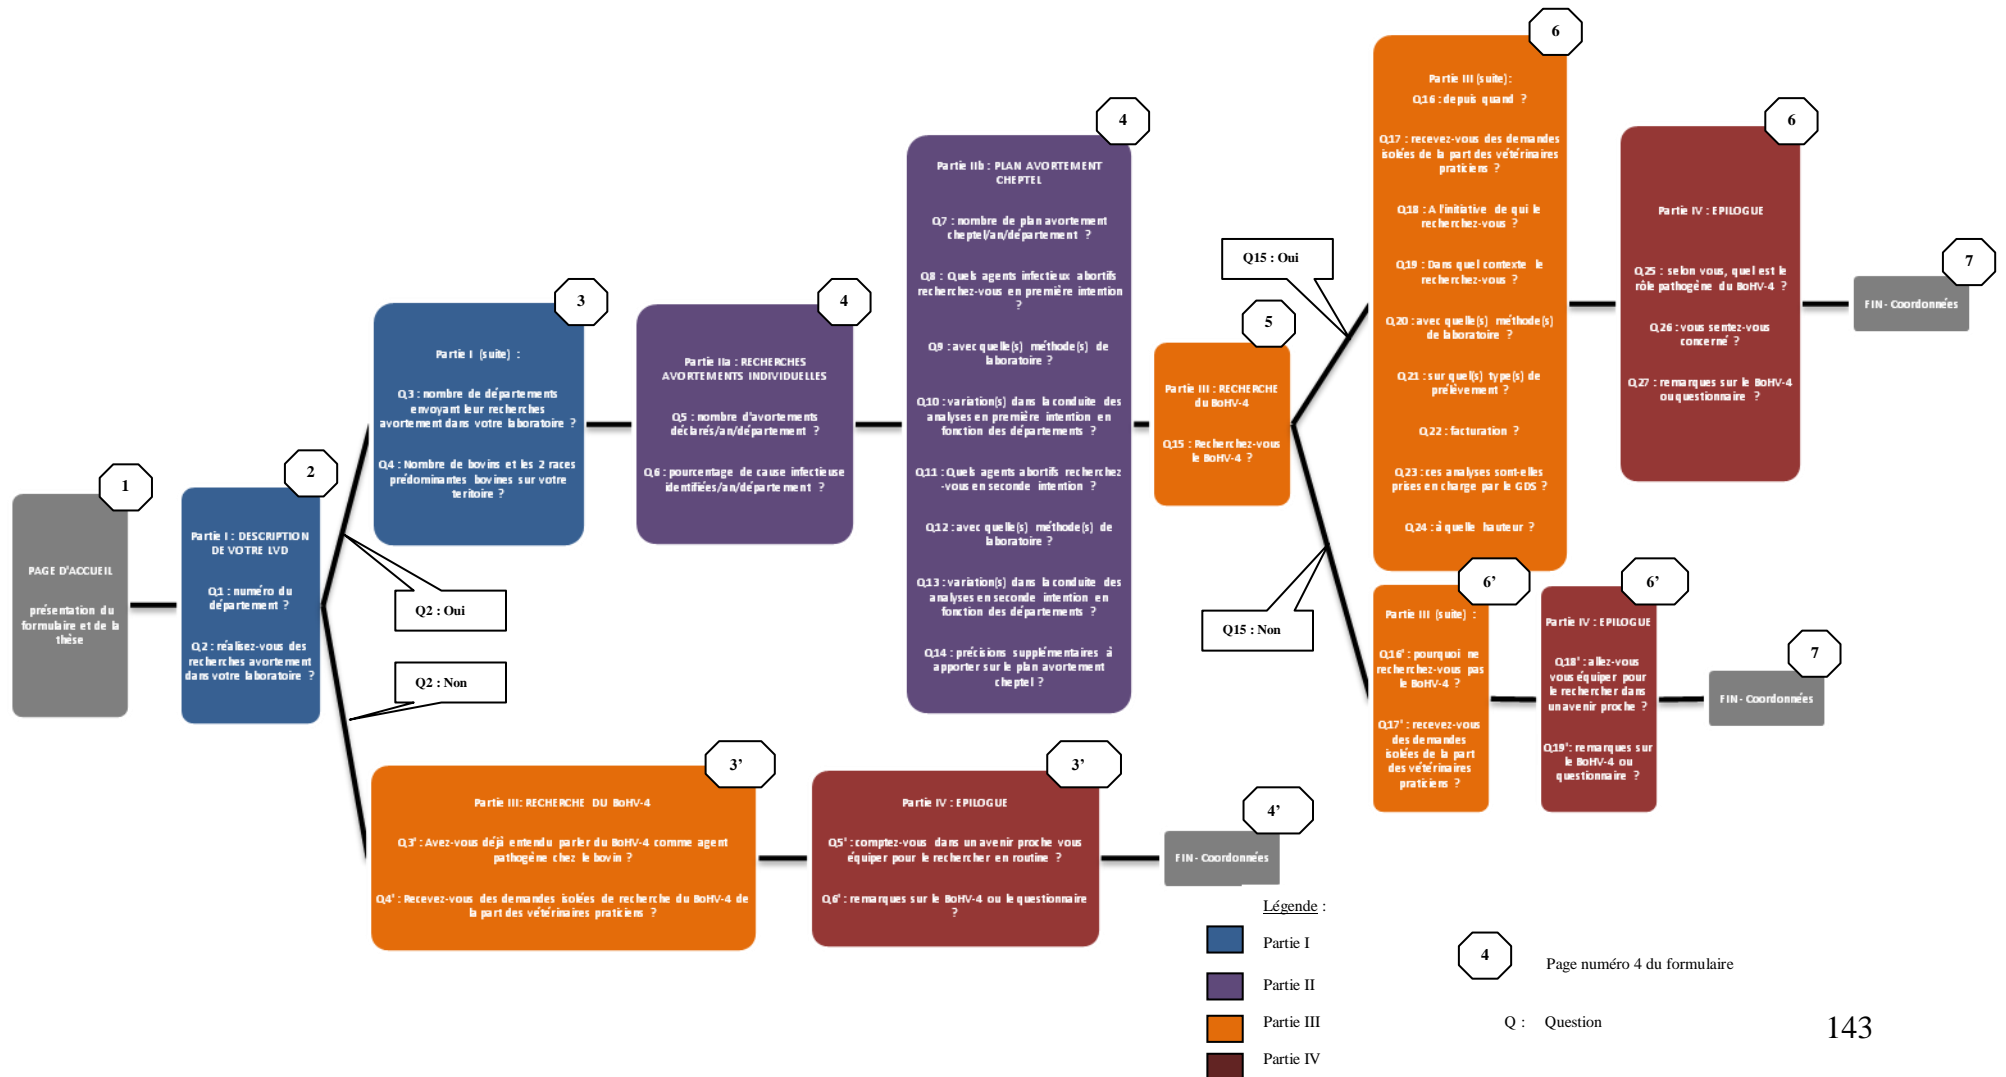 1
PAGE D'ACCUEIL
présentation du
formulaire et de la
thèse
2
Partie I : DESCRIPTION
DE VOTRE LVD
Q1 : numéro du
département ?
Q2 : réalisez-vous des
recherches avortement
dans votre laboratoire ?
Q2 : Oui
Q2 : Non
3
Partie I (suite) :
Q3 : nombre de départements
envoyant leur recherches
avortement dans votre laboratoire ?
Q4 : Nombre de bovins et les 2 races
prédominantes bovines sur votre
teritoire ?
4
Partie IIa : RECHERCHES
AVORTEMENTS INDIVIDUELLES
Q5 : nombre d'avortements
déclarés/an/département ?
Q6 : pourcentage de cause infectieuse
identifiées/an/département ?
4
Partie IIb : PLAN AVORTEMENT
CHEPTEL
Q7 : nombre de plan avortement
cheptel/an/département ?
Q8 : Quels agents infectieux abortifs
recherchez-vous en première intention
?
Q9 : avec quelle(s) méthode(s) de
laboratoire ?
Q10 : variation(s) dans la conduite des
analyses en première intention en
fonction des départements ?
Q11 : Quels agents abortifs recherchez
-vous en seconde intention ?
Q12 : avec quelle(s) méthode(s) de
laboratoire ?
Q13 : variation(s) dans la conduite des
analyses en seconde intention en
fonction des départements ?
Q14 : précisions supplémentaires à
apporter sur le plan avortement
cheptel ?
5
Partie III : RECHERCHE
du BoHV-4
Q15 : Recherchez-vous
le BoHV-4 ?
Q15 : Oui
Q15 : Non
6
Partie III (suite) :
Q16 : depuis quand ?
Q17 : recevez-vous des demandes
isolées de la part des vétérinaires
praticiens ?
Q18 : A l'initiative de qui le
recherchez-vous ?
Q19 : Dans quel contexte le
recherchez-vous ?
Q20 : avec quelle(s) méthode(s)
de laboratoire ?
Q21 : sur quel(s) type(s) de
prélèvement ?
Q22 : facturation ?
Q23 : ces analyses sont-elles
prises en charge par le GDS ?
Q24 : à quelle hauteur ?
6
Partie IV : EPILOGUE
Q25 : selon vous, quel est le
rôle pathogène du BoHV-4 ?
Q26 : vous sentez-vous
concerné ?
Q27 : remarques sur le BoHV-4
ou questionnaire ?
7
FIN - Coordonnées
6'
Partie III (suite) :
Q16' : pourquoi ne
recherchez-vous pas
le BoHV-4 ?
Q17' : recevez-vous
des demandes
isolées de la part
des vétérinaires
praticiens ?
6'
Partie IV : EPILOGUE
Q18' : allez-vous
vous équiper pour
le rechercher dans
un avenir proche ?
Q19' : remarques sur
le BoHV-4 ou
questionnaire ?
7
FIN - Coordonnées
3'
Partie III: RECHERCHE DU BoHV-4
Q3' : Avez-vous déjà entendu parler du BoHV-4 comme agent
pathogène chez le bovin ?
Q4' : Recevez-vous des demandes isolées de recherche du BoHV-4 de
la part des vétérinaires praticiens ?
3'
Partie IV : EPILOGUE
Q5' : comptez-vous dans un avenir proche vous
équiper pour le rechercher en routine ?
Q6' : remarques sur le BoHV-4 ou le questionnaire
?
4'
FIN - Coordonnées
Légende :
Partie I
Partie II
Partie III
Partie IV
4
Page numéro 4 du formulaire
Q : Question
143